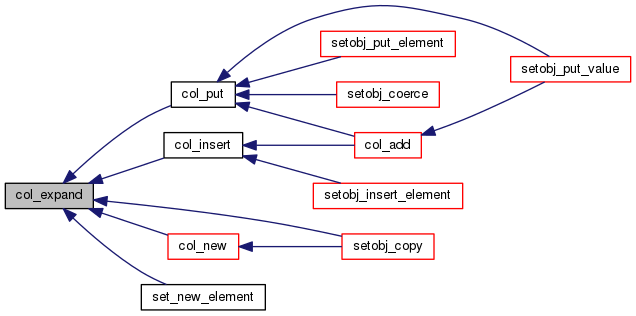 setobj_put_element
setobj_put_value
col_put
setobj_coerce
col_insert
col_add
col_expand
setobj_insert_element
col_new
setobj_copy
set_new_element